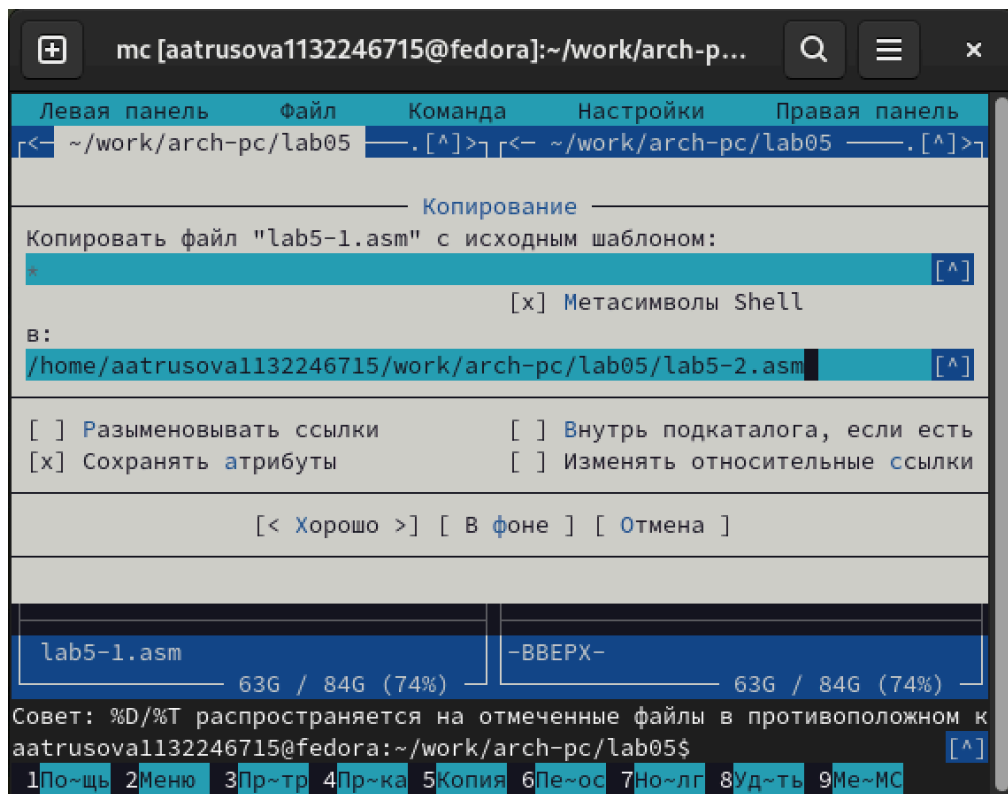 mc [aatrusova1132246715@fedora]:~/work/arch-p...
Левая панель Файл Команда Настройки Правая панель
<─ ~/work/arch-pc/lab05 ──.[^]> <─ ~/work/arch-pc/lab05 ──.[^]>
Копирование
Копировать файл "lab5-1.asm" с исходным шаблоном:
* [^]
[x] Метасимволы Shell
в:
/home/aatrusova1132246715/work/arch-pc/lab05/lab5-2.asm [^]
[ ] Разыменовывать ссылки [ ] Внутрь подкаталога, если есть
[x] Сохранять атрибуты [ ] Изменять относительные ссылки
[< Хорошо >] [ В фоне ] [ Отмена ]
lab5-1.asm -ВВЕРХ-
63G / 84G (74%) 63G / 84G (74%)
Совет: %D/%T распространяется на отмеченные файлы в противоположном к
aatrusova1132246715@fedora:~/work/arch-pc/lab05$ [^]
1По~щь 2Меню 3Пр~тр 4Пр~ка 5Копия 6Пе~ос 7Но~лг 8Уд~ть 9Ме~МС